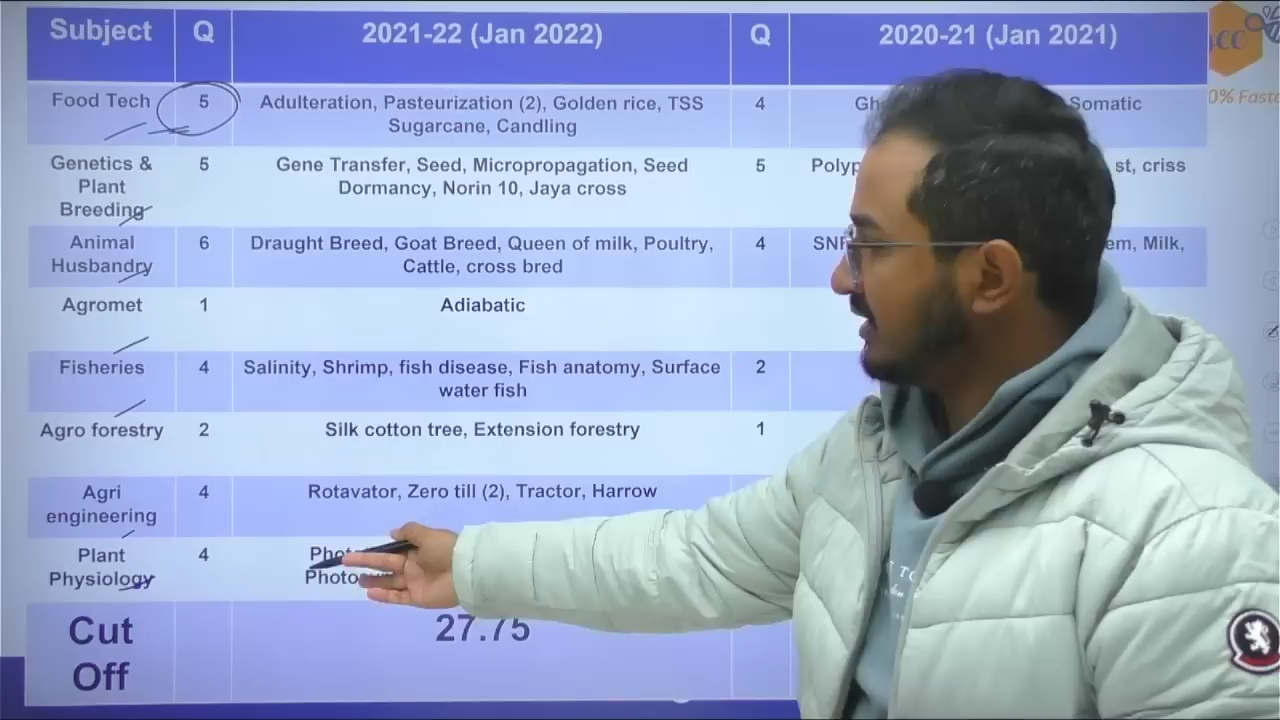 Subject Q 2021-22 (Jan 2022) Q 2020-21 (Jan 2021)
Food Tech 5 Adulteration, Pasteurization (2), Golden rice, TSS 4 Somatic
Sugarcane, Candling
Genetics & 5 Gene Transfer, Seed, Micropropagation, Seed 5 st, criss
Plant Dormancy, Norin 10, Jaya cross
Breeding
Animal 6 Draught Breed, Goat Breed, Queen of milk, Poultry, 4 Milk,
Husbandry Cattle, cross bred
Agromet 1 Adiabatic
Fisheries 4 Salinity, Shrimp, fish disease, Fish anatomy, Surface 2
water fish
Agro forestry 2 Silk cotton tree, Extension forestry 1
Agri 4 Rotavator, Zero till (2), Tractor, Harrow
engineering
Plant 4
Physiology
Cut 27.75
Off